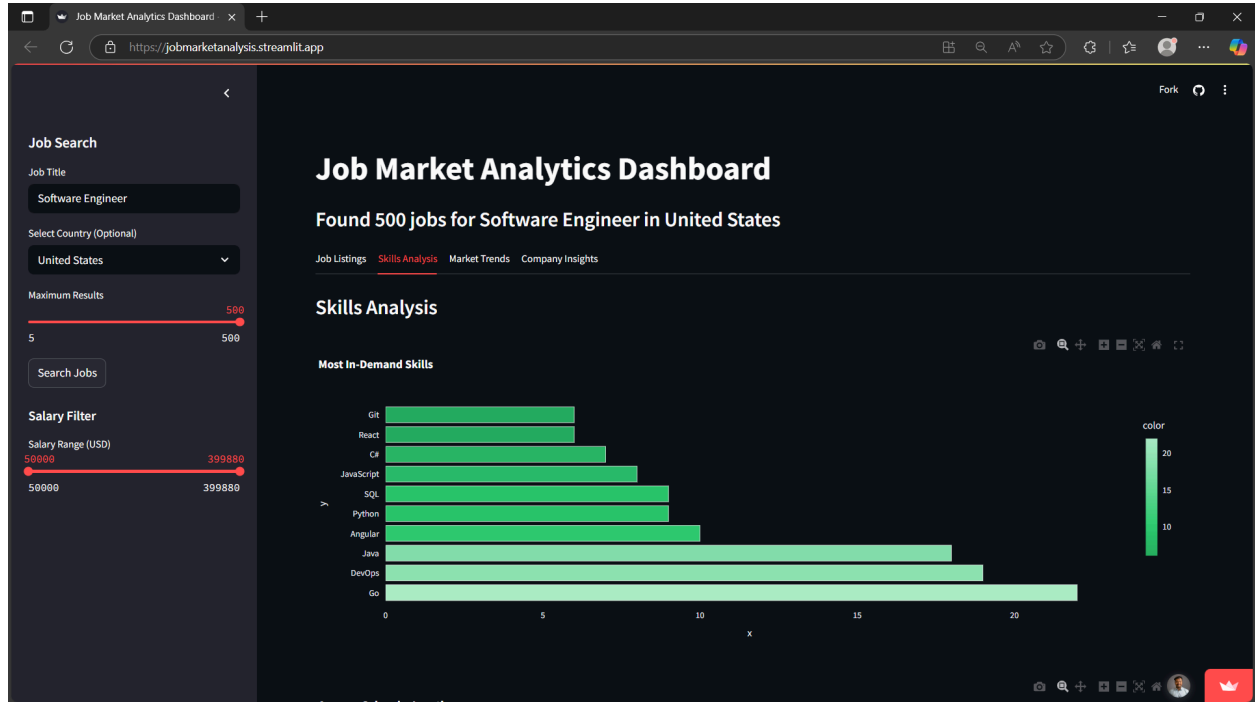 Job Market Analytics Dashboard
https://jobmarketanalysis.streamlit.app
Fork
Job Search
Job Title
Software Engineer
Select Country (Optional)
United States
Maximum Results
500
5 500
Search Jobs
Salary Filter
Salary Range (USD)
50000 399880
50000 399880
Job Market Analytics Dashboard
Found 500 jobs for Software Engineer in United States
Job Listings Skills Analysis Market Trends Company Insights
Skills Analysis
Most In-Demand Skills
Git
React
C#
JavaScript
SQL
Python
Angular
Java
DevOps
Go
y
0 5 10 15 20
x
color
20
15
10